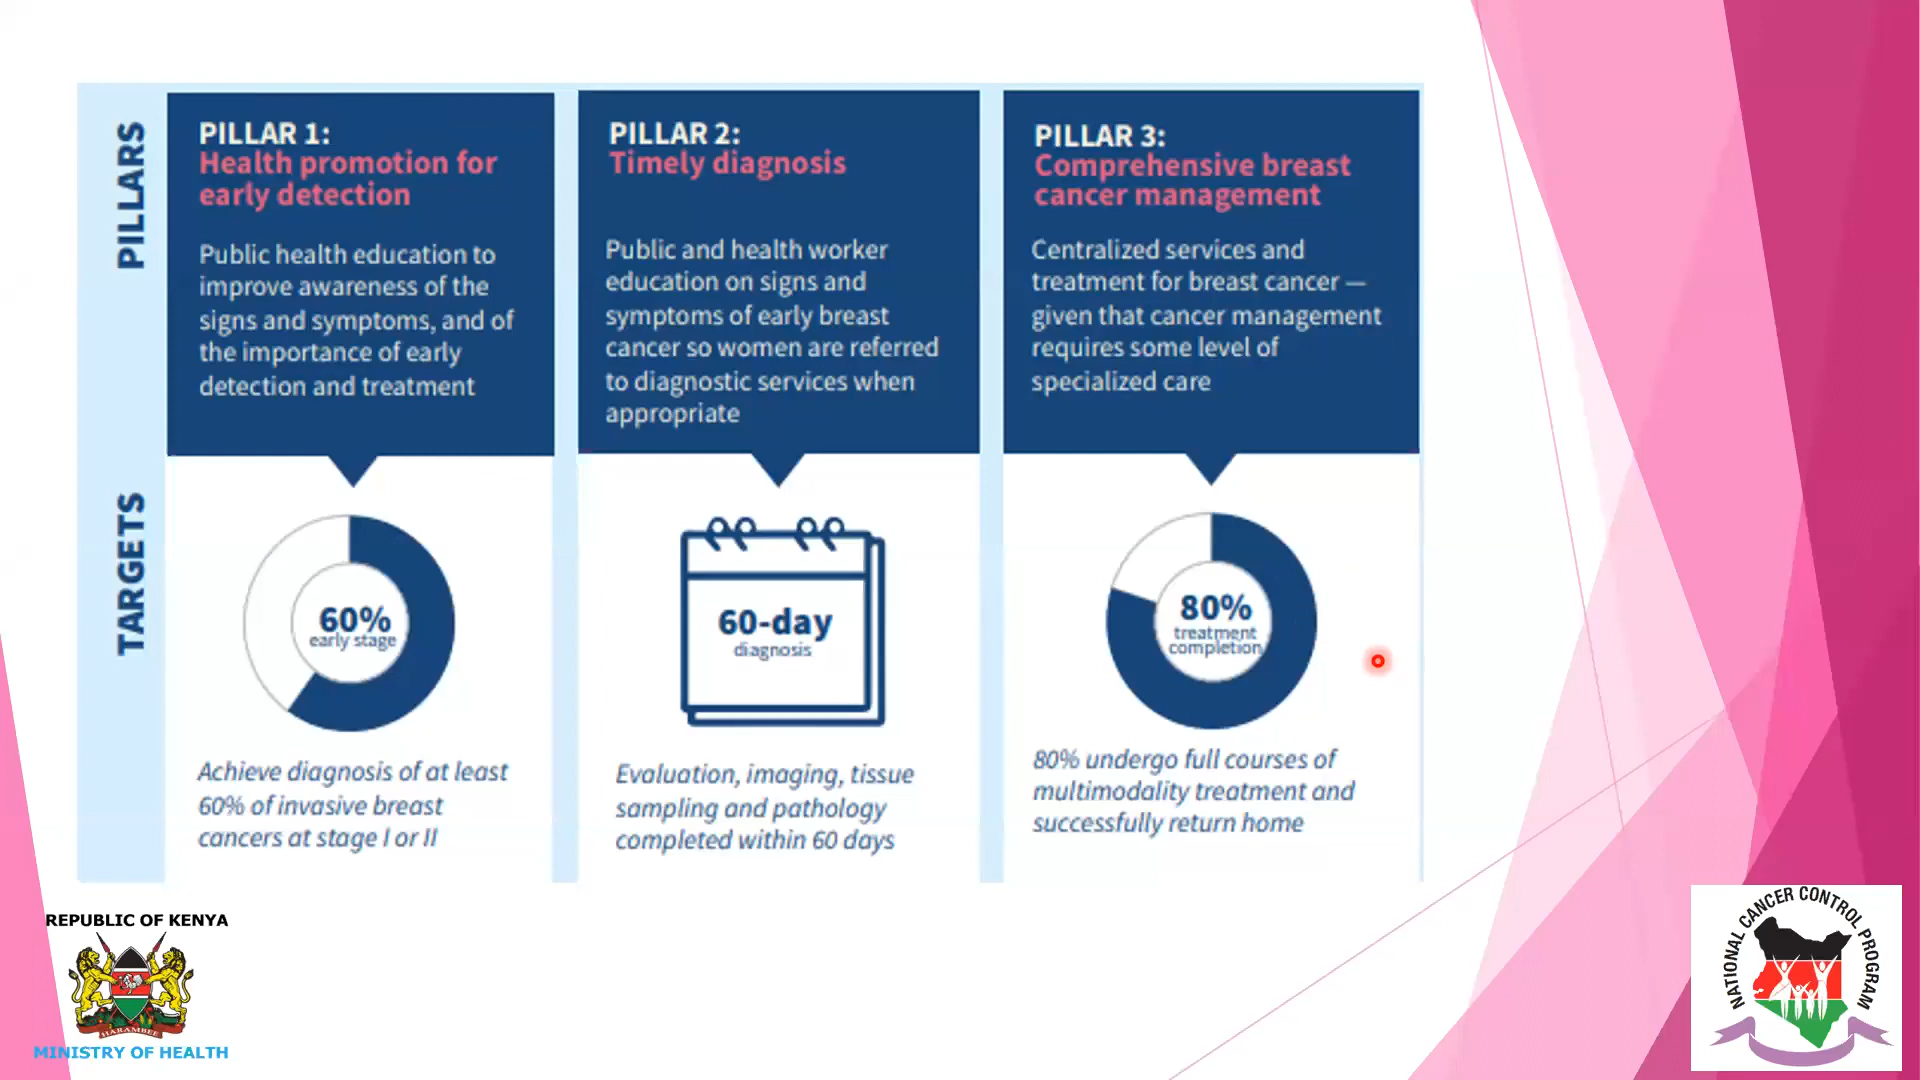 PILLARS
PILLAR 1:
Health promotion for
early detection
Public health education to
improve awareness of the
signs and symptoms, and of
the importance of early
detection and treatment
PILLAR 2:
Timely diagnosis
Public and health worker
education on signs and
symptoms of early breast
cancer so women are referred
to diagnostic services when
appropriate
PILLAR 3:
Comprehensive breast
cancer management
Centralized services and
treatment for breast cancer —
given that cancer management
requires some level of
specialized care
TARGETS
60%
early stage
Achieve diagnosis of at least
60% of invasive breast
cancers at stage I or II
60-day
diagnosis
Evaluation, imaging, tissue
sampling and pathology
completed within 60 days
80%
treatment
completion
80% undergo full courses of
multimodality treatment and
successfully return home
REPUBLIC OF KENYA
HARAMBEE
MINISTRY OF HEALTH
NATIONAL CANCER CONTROL PROGRAM